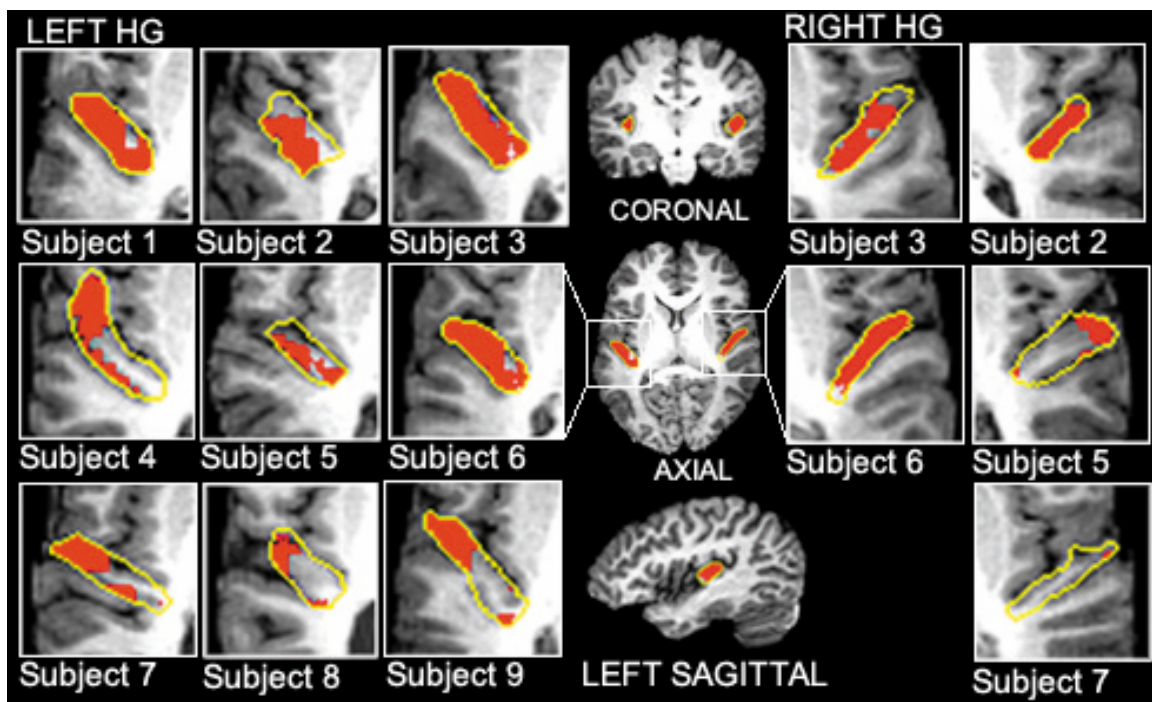 LEFT HG
RIGHT HG
Subject 1
Subject 2
Subject 3
CORONAL
Subject 3
Subject 2
Subject 4
Subject 5
Subject 6
AXIAL
Subject 6
Subject 5
Subject 7
Subject 8
Subject 9
LEFT SAGITTAL
Subject 7